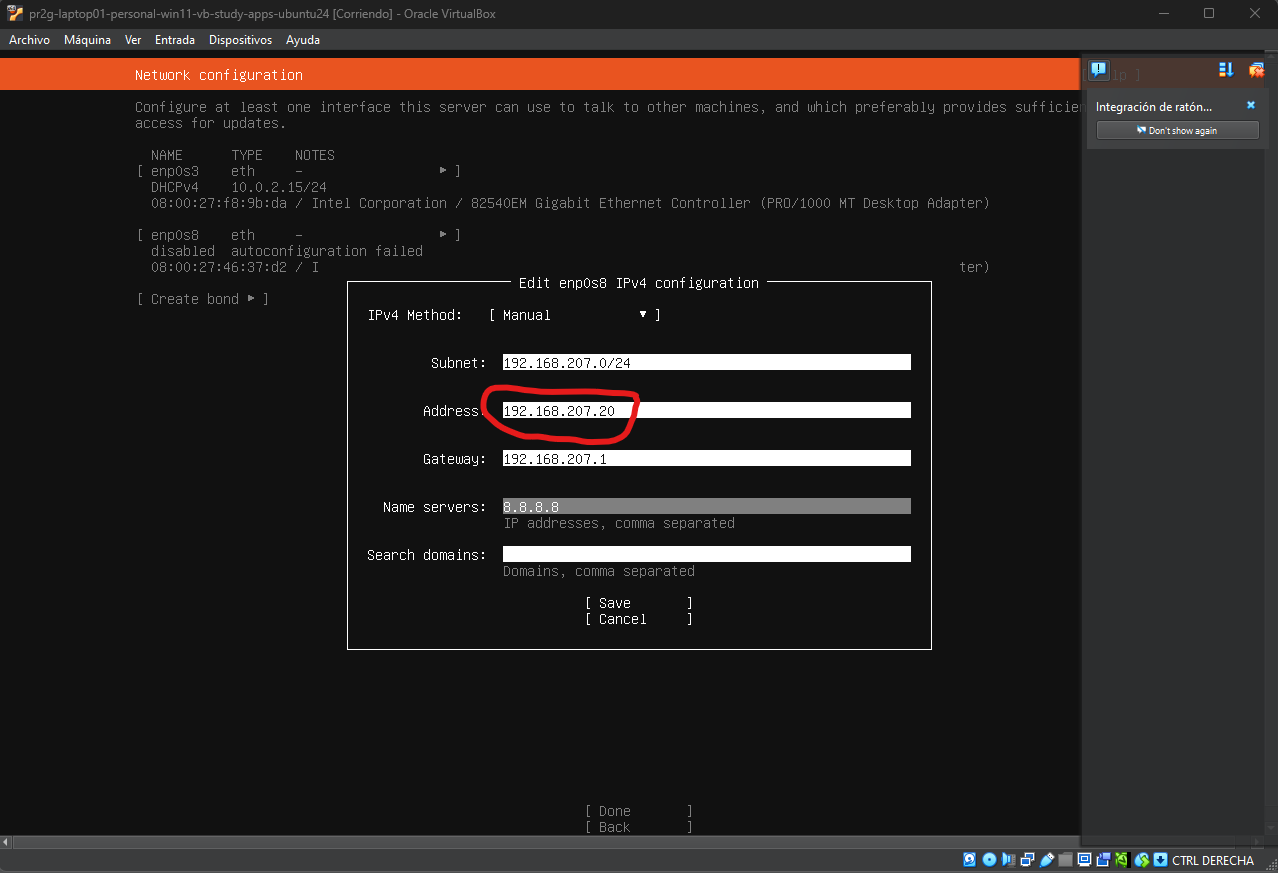 pr2g-laptop01-personal-win11-vb-study-apps-ubuntu24 [Corriendo] - Oracle VirtualBox
Archivo Máquina Ver Entrada Dispositivos Ayuda
Network configuration
lp ]
Configure at least one interface this server can use to talk to other machines, and which preferably provides sufficien
access for updates.
Integración de ratón...
Don't show again
NAME TYPE NOTES
[ enp0s3 eth – ▸ ]
DHCPv4 10.0.2.15/24
08:00:27:f8:9b:da / Intel Corporation / 82540EM Gigabit Ethernet Controller (PRO/1000 MT Desktop Adapter)
[ enp0s8 eth – ▸ ]
disabled autoconfiguration failed
08:00:27:46:37:d2 / I ter)
[ Create bond ▸ ]
Edit enp0s8 IPv4 configuration
IPv4 Method: [ Manual ▾ ]
Subnet: 192.168.207.0/24
Address: 192.168.207.20
Gateway: 192.168.207.1
Name servers: 8.8.8.8
IP addresses, comma separated
Search domains:
Domains, comma separated
[ Save ]
[ Cancel ]
[ Done ]
[ Back ]
CTRL DERECHA